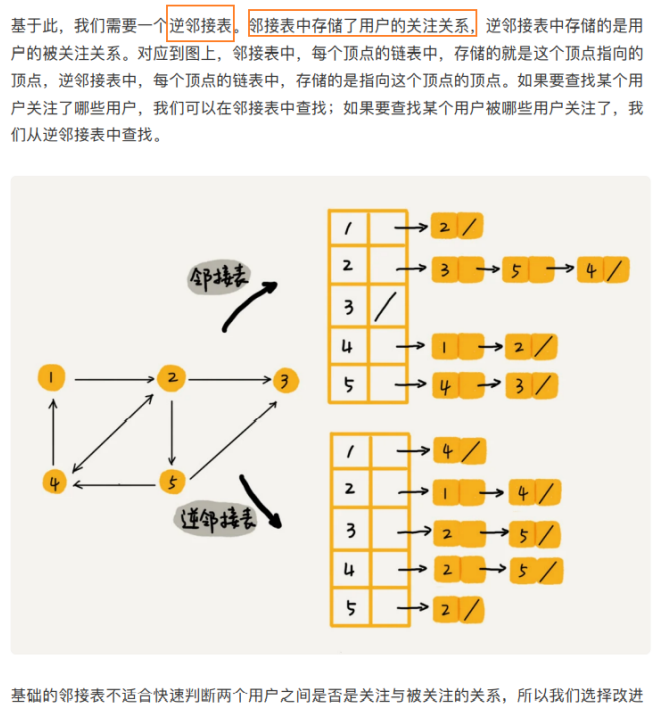 基于此，我们需要一个逆邻接表。邻接表中存储了用户的关注关系，逆邻接表中存储的是用
户的被关注关系。对应到图上，邻接表中，每个顶点的链表中，存储的就是这个顶点指向的
顶点，逆邻接表中，每个顶点的链表中，存储的是指向这个顶点的顶点。如果要查找某个用
户关注了哪些用户，我们可以在邻接表中查找；如果要查找某个用户被哪些用户关注了，我
们从逆邻接表中查找。
1 2
2 3 5 4
3
4 1 2
5 4 3
邻接表
1 2 3
4 5
逆邻接表
1 4
2 1 4
3 2 5
4 2 5
5 2
基础的邻接表不适合快速判断两个用户之间是否是关注与被关注的关系，所以我们选择改进